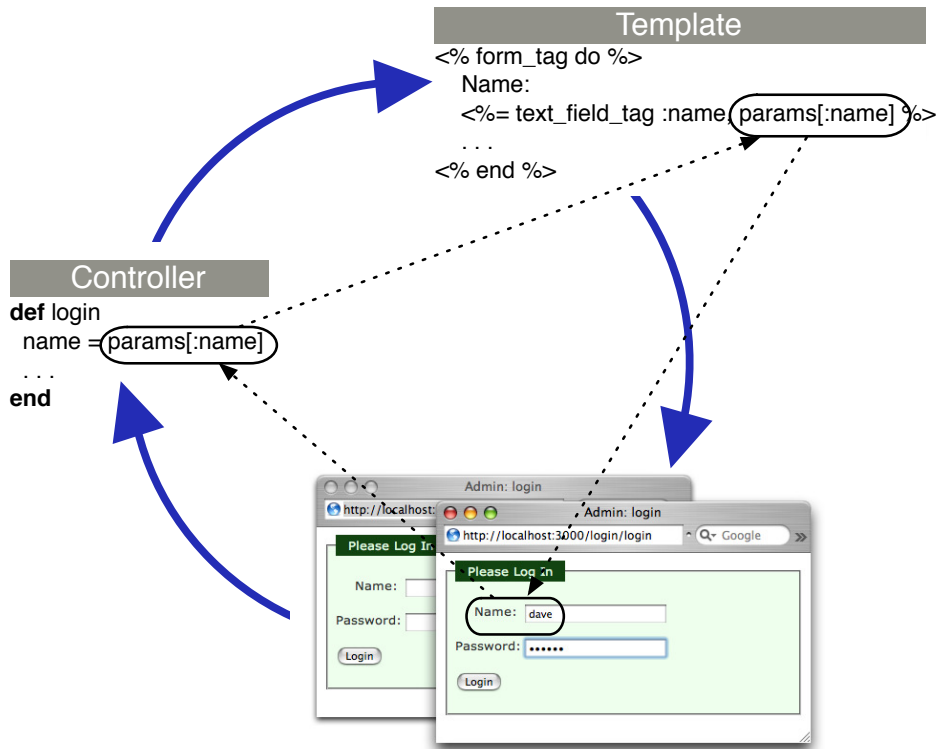 Template
<% form_tag do %>
Name:
<%= text_field_tag :name, params[:name] %>
. . .
<% end %>
Controller
def login
name = params[:name]
. . .
end
Admin: login
http://localhost:
Please Log In
Name:
Password:
Login
Admin: login
http://localhost:3000/login/login
Google
Please Log In
Name: dave
Password: ••••••
Login